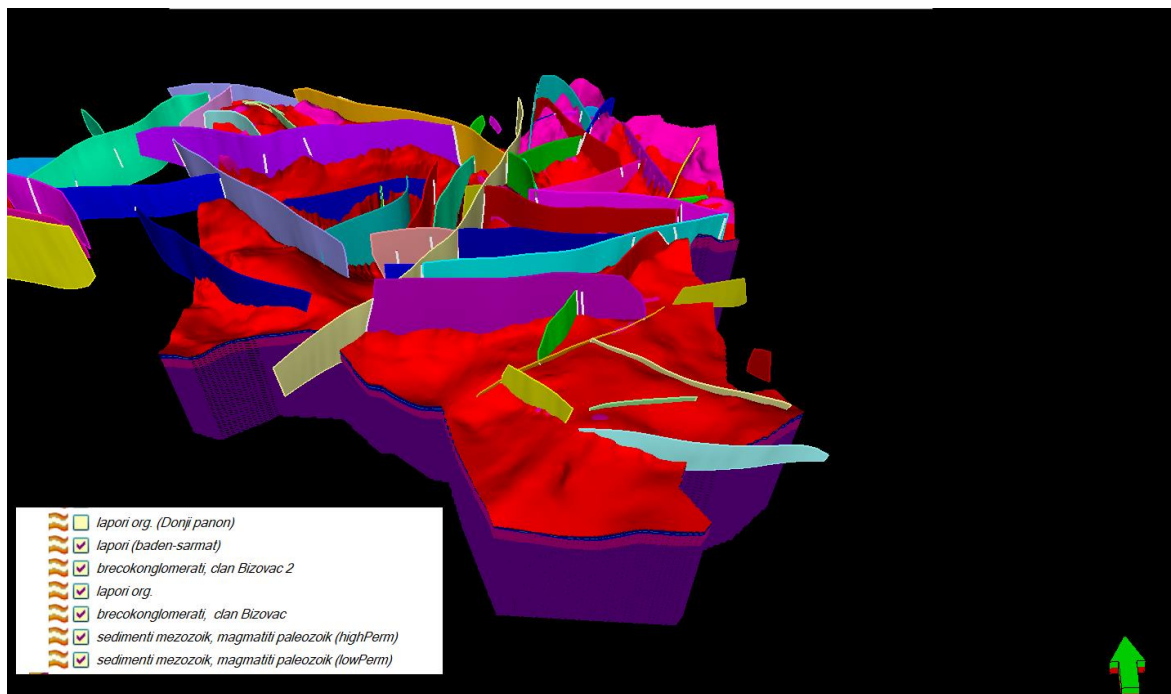 lapori org. (Donji panon)
lapori (baden-sarmat)
brecokonglomerati, clan Bizovac 2
lapori org.
brecokonglomerati, clan Bizovac
sedimenti mezozoik, magmatiti paleozoik (highPerm)
sedimenti mezozoik, magmatiti paleozoik (lowPerm)